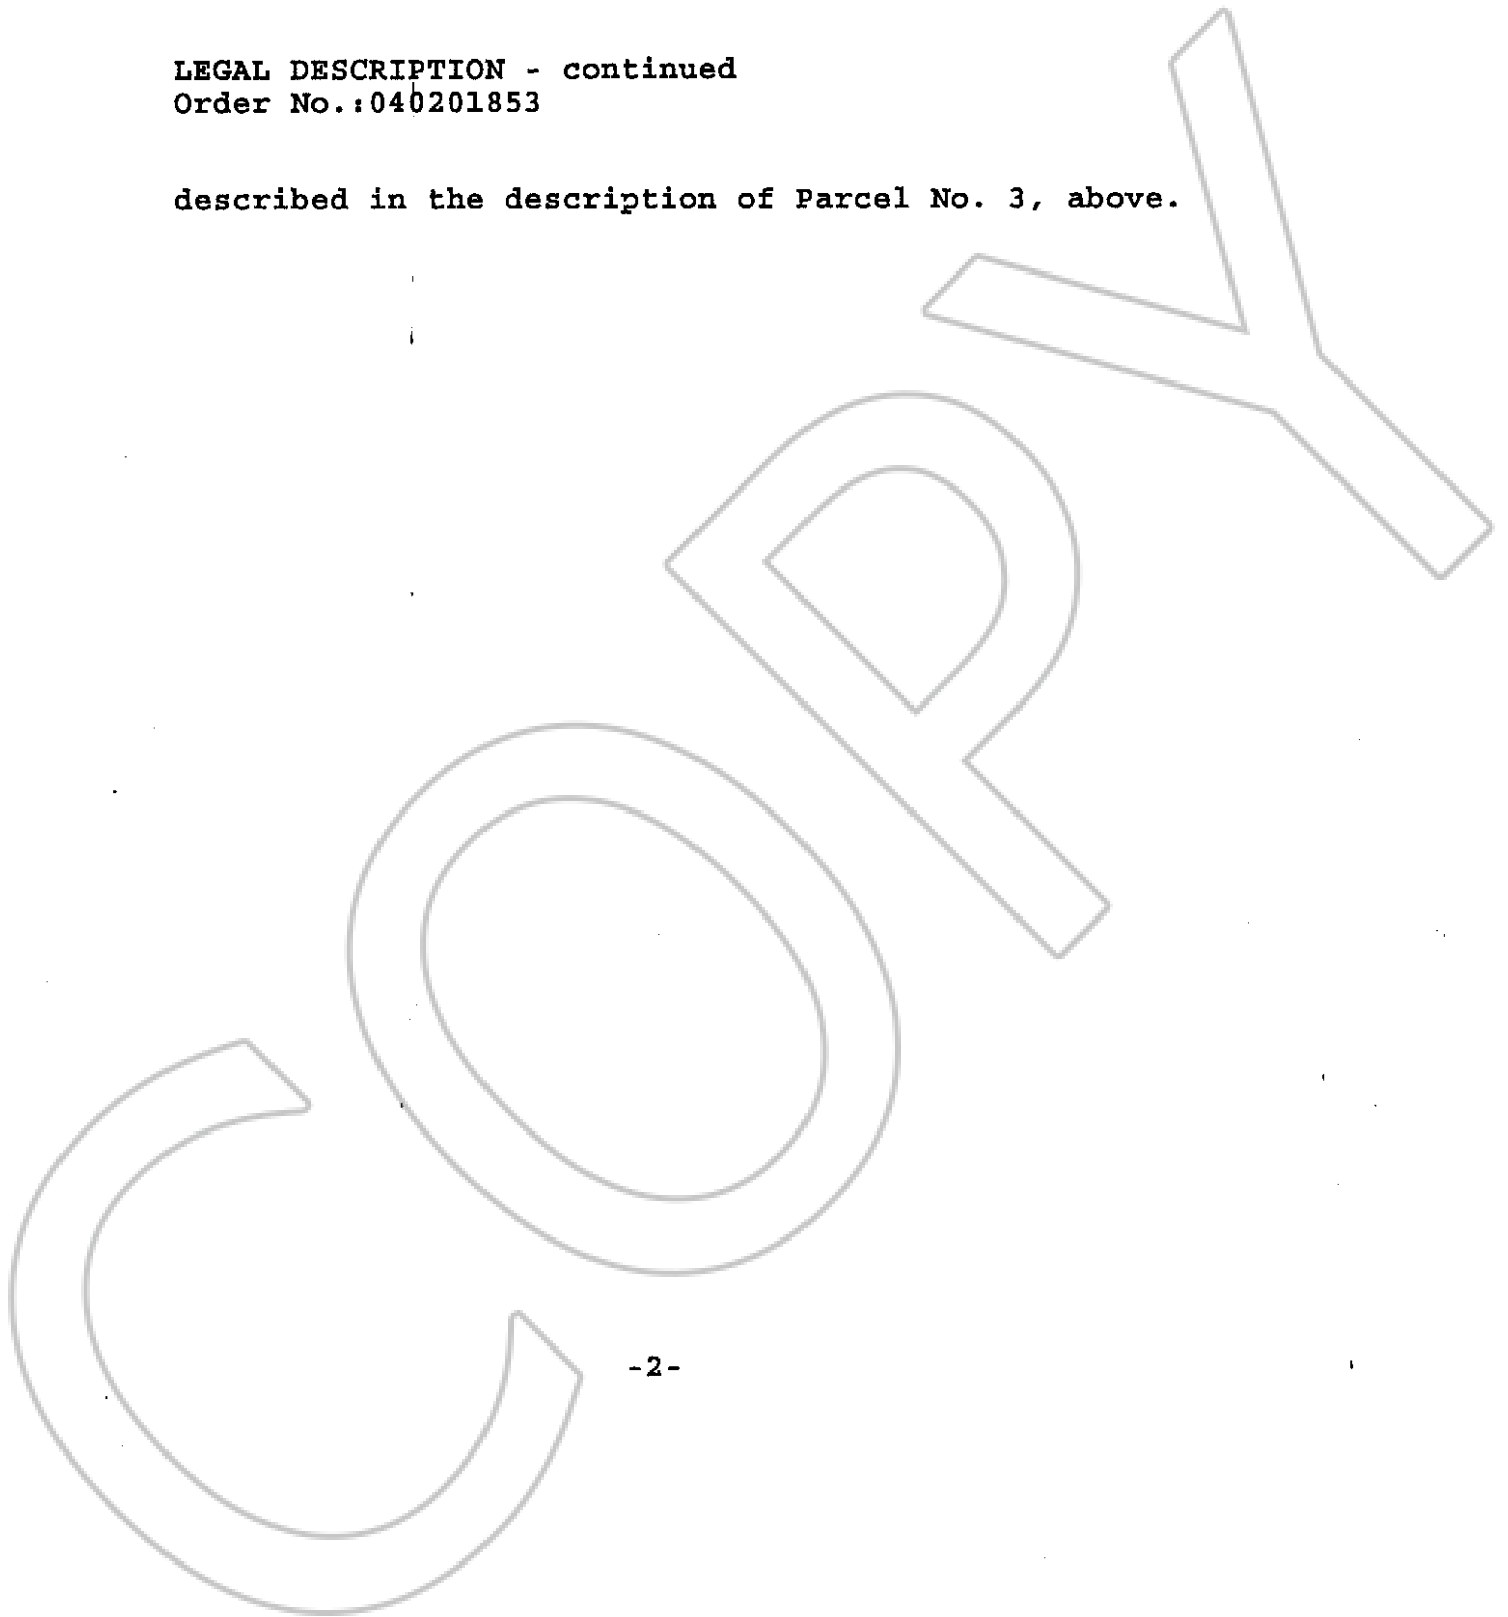 LEGAL DESCRIPTION - continued
Order No.:040201853
described in the description of Parcel No. 3, above.
COPY
-2-